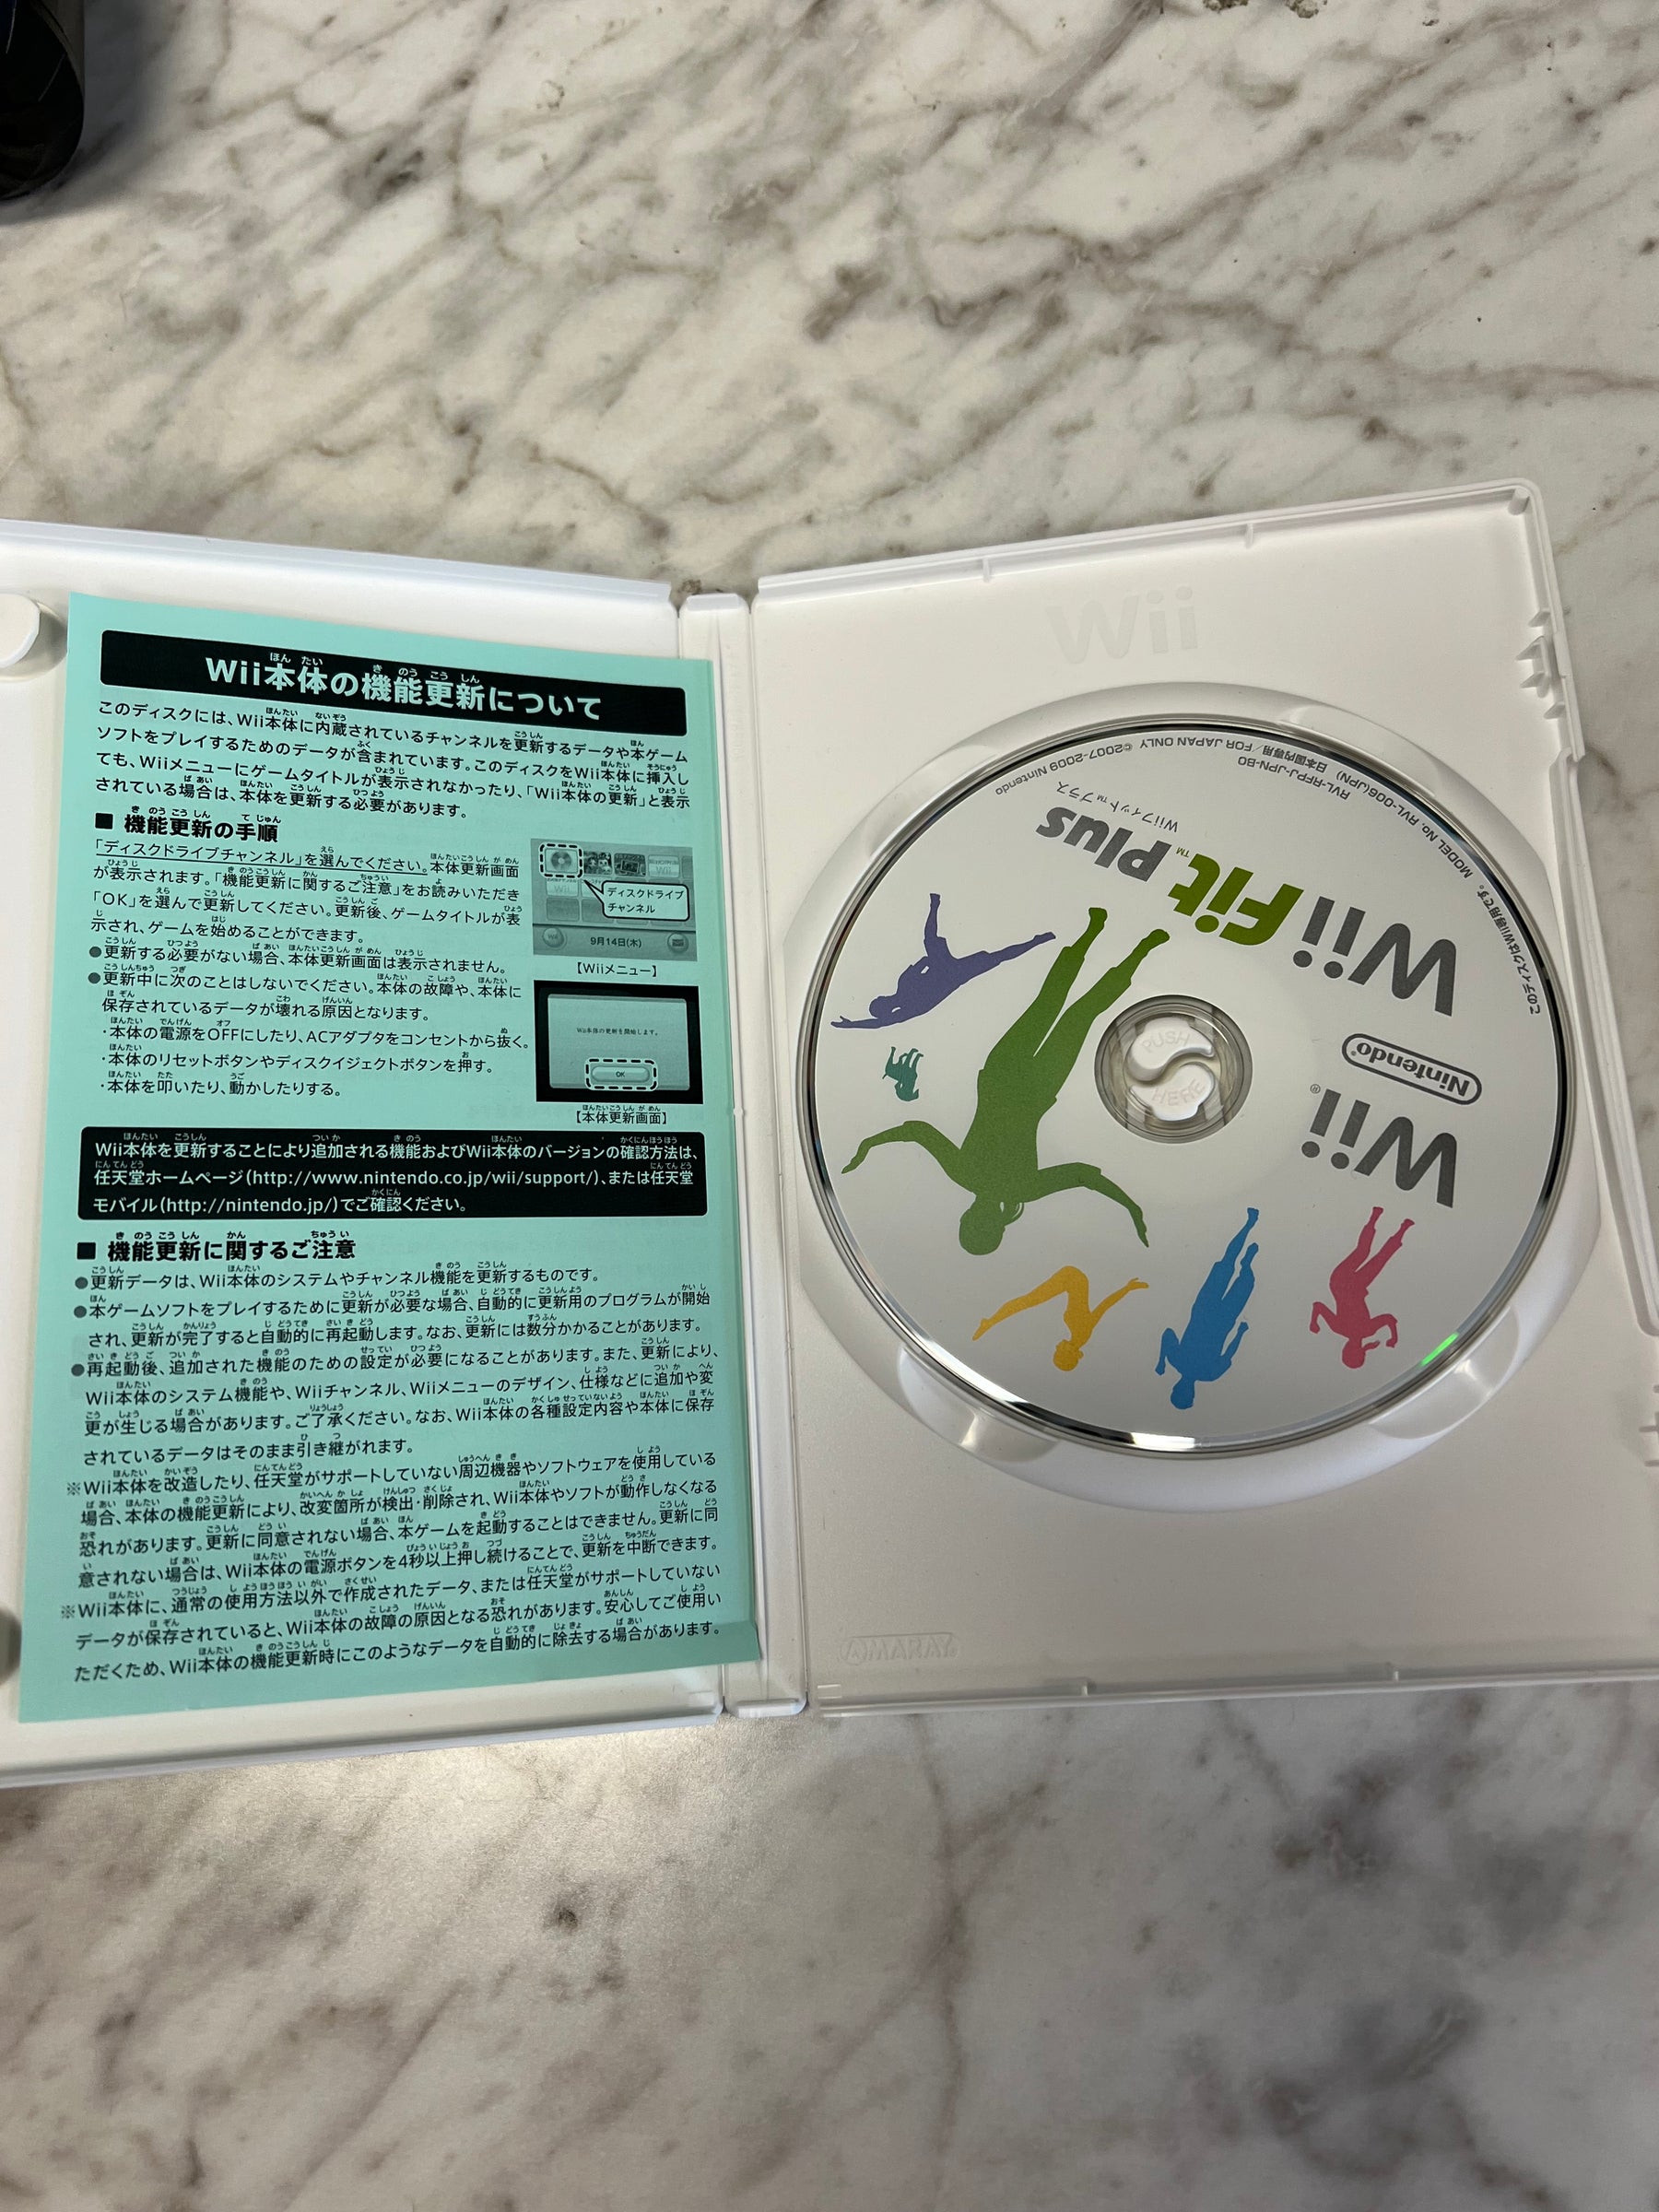 Wii本体の機能更新について
このディスクには、Wii本体に内蔵されているチャンネルを更新するデータや本ゲーム
ソフトをプレイするためのデータが含まれています。このディスクをWii本体に挿入し
ても、Wiiメニューにゲームタイトルが表示されなかったり、「Wii本体の更新」と表示
されている場合は、本体を更新する必要があります。
■ 機能更新の手順
「ディスクドライブチャンネル」を選んでください。本体更新画面
が表示されます。「機能更新に関するご注意」をお読みいただき
「OK」を選んで更新してください。更新後、ゲームタイトルが表
示され、ゲームを始めることができます。
●更新する必要がない場合、本体更新画面は表示されません。
●更新中に次のことはしないでください。本体の故障や、本体に
保存されているデータが壊れる原因となります。
・本体の電源をOFFにしたり、ACアダプタをコンセントから抜く。
・本体のリセットボタンやディスクイジェクトボタンを押す。
・本体を叩いたり、動かしたりする。
ディスクドライブ
チャンネル
9月14日(木)
【Wiiメニュー】
Wii本体の更新を開始します。
OK
【本体更新画面】
Wii本体を更新することにより追加される機能およびWii本体のバージョンの確認方法は、
任天堂ホームページ(http://www.nintendo.co.jp/wii/support/)、または任天堂
モバイル(http://nintendo.jp/)でご確認ください。
■ 機能更新に関するご注意
●更新データは、Wii本体のシステムやチャンネル機能を更新するものです。
●本ゲームソフトをプレイするために更新が必要な場合、自動的に更新用のプログラムが開始
され、更新が完了すると自動的に再起動します。なお、更新には数分かかることがあります。
●再起動後、追加された機能のための設定が必要になることがあります。また、更新により、
Wii本体のシステム機能や、Wiiチャンネル、Wiiメニューのデザイン、仕様などに追加や変
更が生じる場合があります。ご了承ください。なお、Wii本体の各種設定内容や本体に保存
されているデータはそのまま引き継がれます。
※Wii本体を改造したり、任天堂がサポートしていない周辺機器やソフトウェアを使用している
場合、本体の機能更新により、改変箇所が検出・削除され、Wii本体やソフトが動作しなくなる
恐れがあります。更新に同意されない場合、本ゲームを起動することはできません。更新に同
意されない場合は、Wii本体の電源ボタンを4秒以上押し続けることで、更新を中断できます。
※Wii本体に、通常の使用方法以外で作成されたデータ、または任天堂がサポートしていない
データが保存されていると、Wii本体の故障の原因となる恐れがあります。安心してご使用い
ただくため、Wii本体の機能更新時にこのようなデータを自動的に除去する場合があります。
Wii
Wii
Nintendo®
Wii Fit™ Plus
Wiiフィット™ プラス
PUSH
HERE
このディスクはWii専用です。 MODEL No. RVL-006(JPN) 日本国内専用／FOR JAPAN ONLY ©2007-2009 Nintendo
RVL-RFPJ-JPN-B0
YARAMA